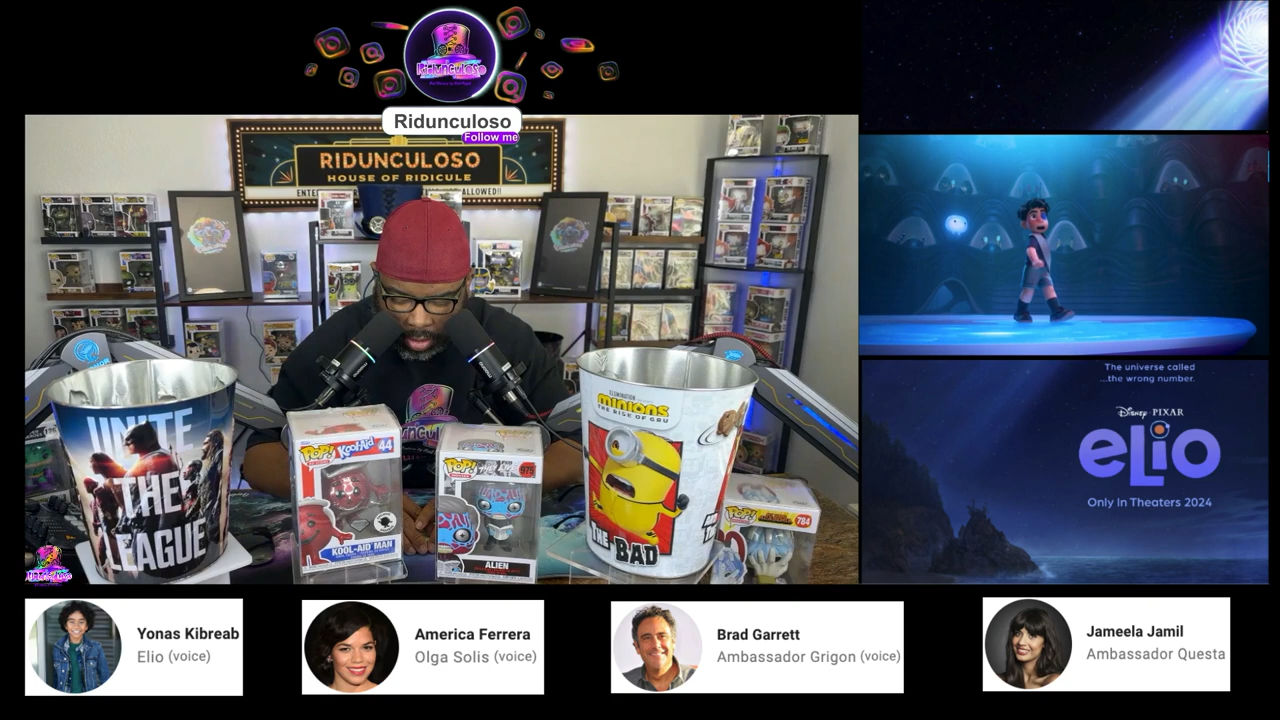 Ridunculoso
Ridunculoso
Follow me
RIDUNCULOSO
HOUSE OF RIDICULE
ALLOWED!!
UNITE
THE
LEAGUE
POP!
Kool-Aid
44
KOOL-AID MAN
POP!
975
ALIEN
ILLUMINATION
MINIONS
THE RISE OF GRU
THE BAD
POP!
784
The universe called
...the wrong number.
Disney · PIXAR
eLio
Only In Theaters 2024
Yonas Kibreab
Elio (voice)
America Ferrera
Olga Solis (voice)
Brad Garrett
Ambassador Grigon (voice)
Jameela Jamil
Ambassador Questa